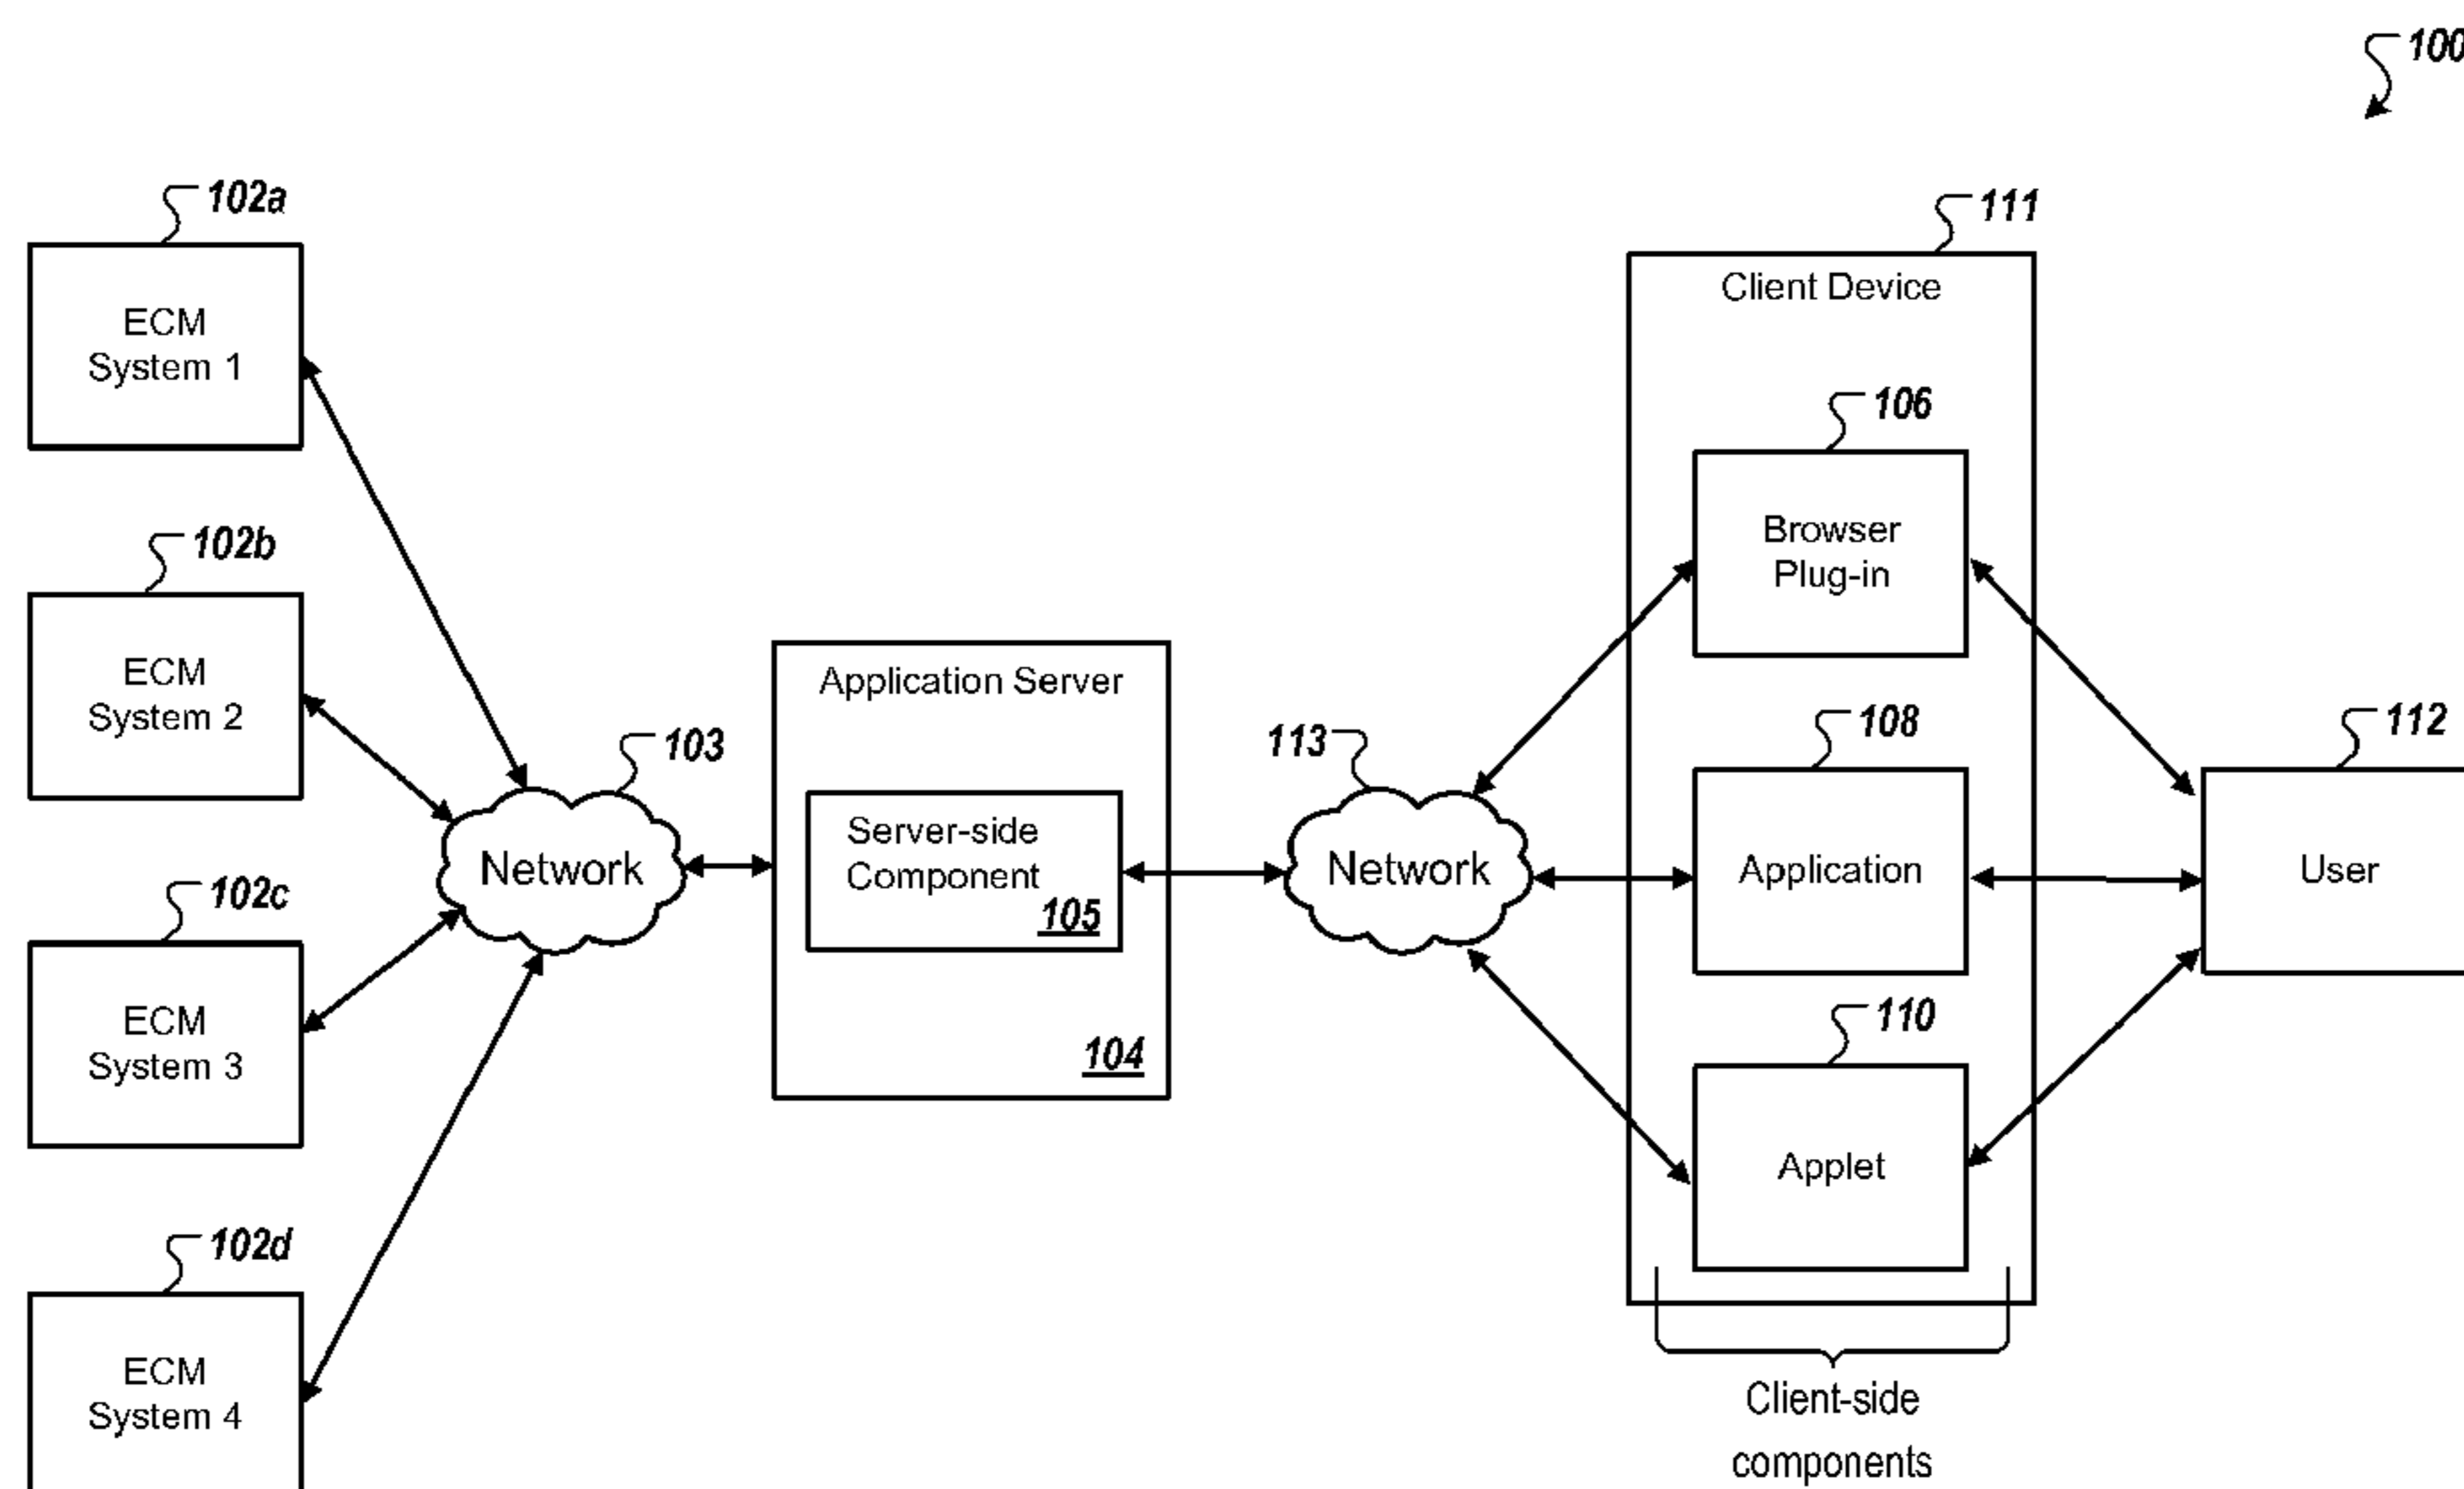 100
102a
ECM
System 1
102b
ECM
System 2
102c
ECM
System 3
102d
ECM
System 4
103
Network
Application Server
Server-side
Component
105
104
113
Network
111
Client Device
106
Browser
Plug-in
108
Application
110
Applet
Client-side
components
112
User